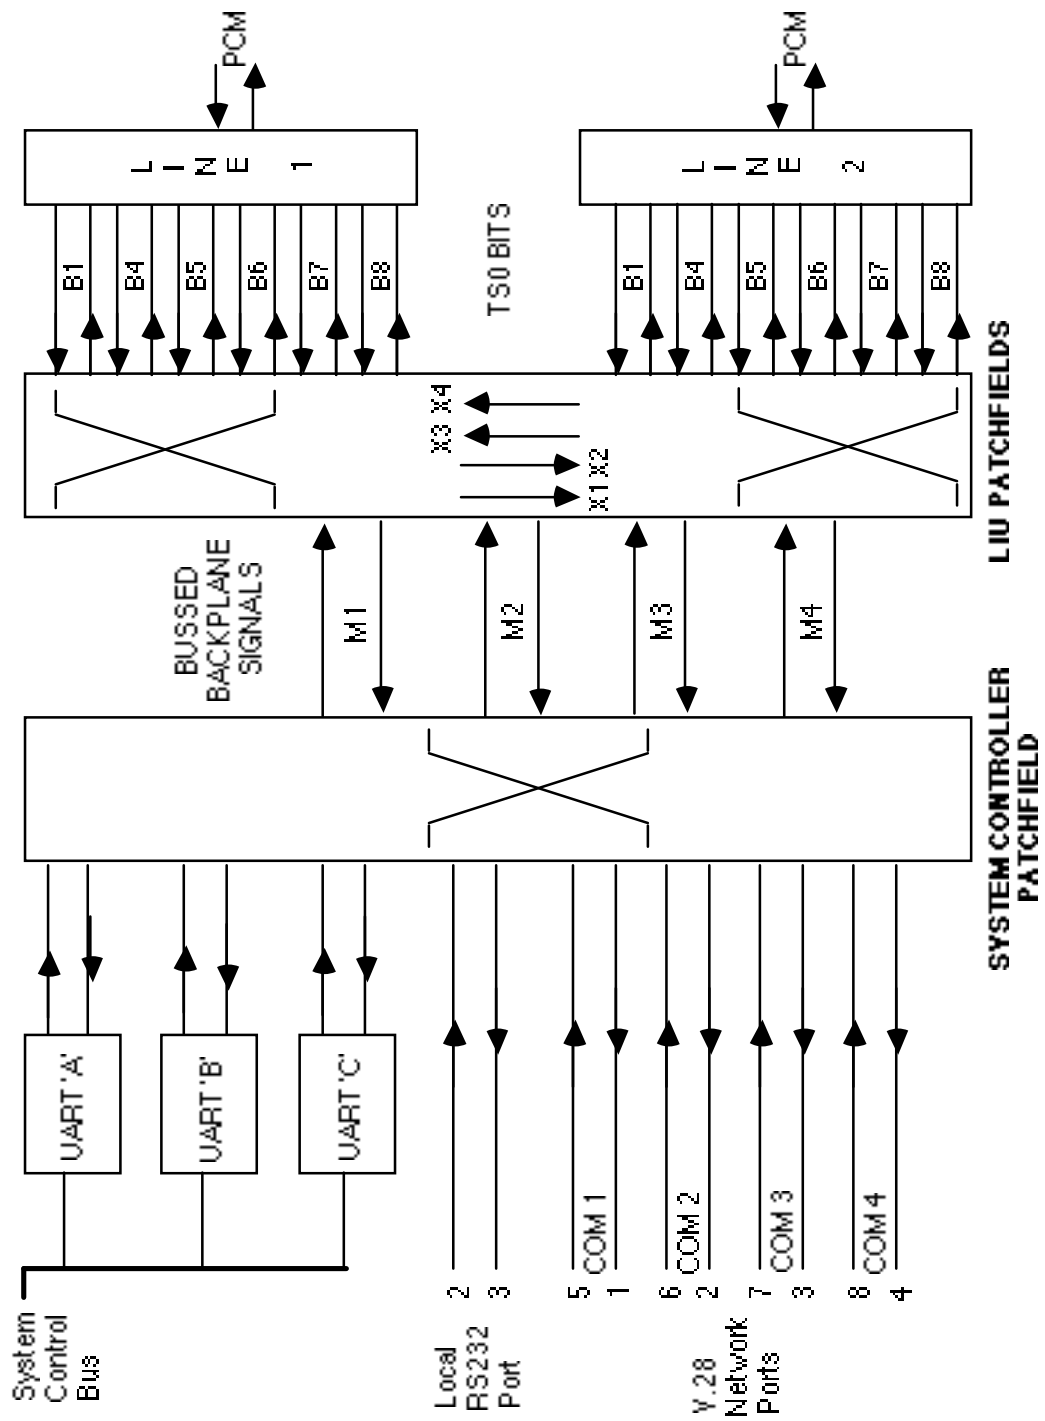 System
Control
Bus
UART 'A'
UART 'B'
UART 'C'
Local
RS232
Port
2
3
V.28
Network
Ports
5
COM 1
1
6
COM 2
2
7
COM 3
3
8
COM 4
4
SYSTEM CONTROLLER
PATCHFIELD
BUSSED
BACKPLANE
SIGNALS
M1
M2
M3
M4
LIU PATCHFIELDS
X1 X2
X3 X4
TS0 BITS
B1
B4
B5
B6
B7
B8
B1
B4
B5
B6
B7
B8
LINE 1
LINE 2
PCM
PCM